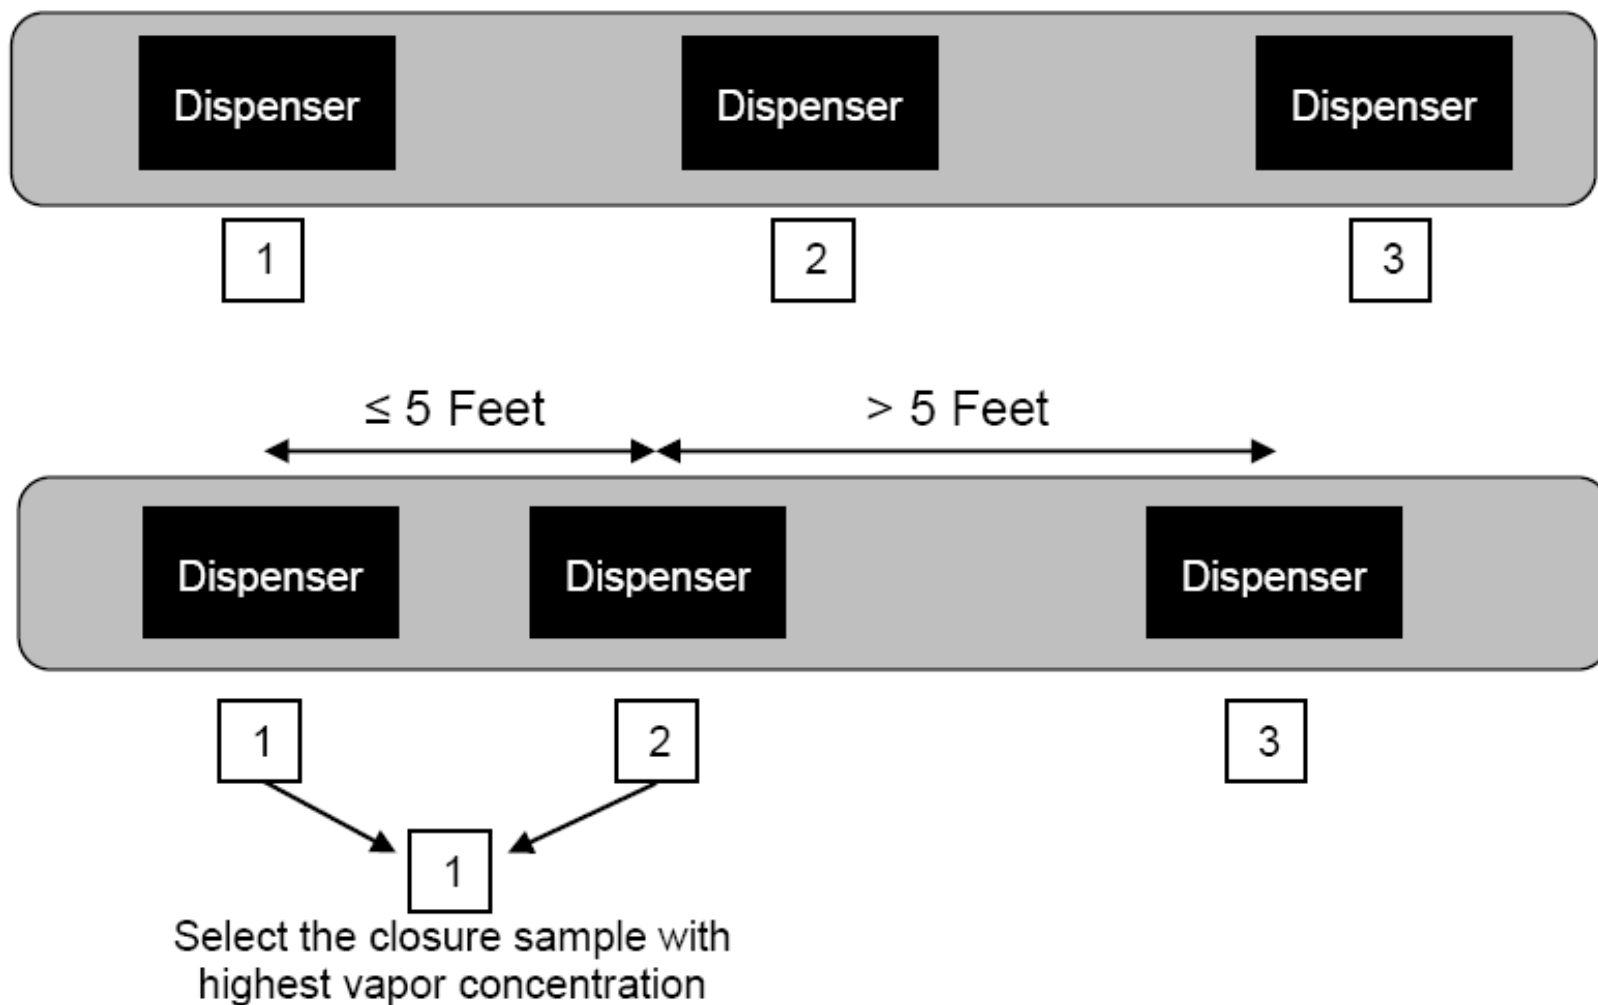 Dispenser Dispenser Dispenser
1 2 3
≤ 5 Feet > 5 Feet
Dispenser Dispenser Dispenser
1 2 3
1
Select the closure sample with
highest vapor concentration